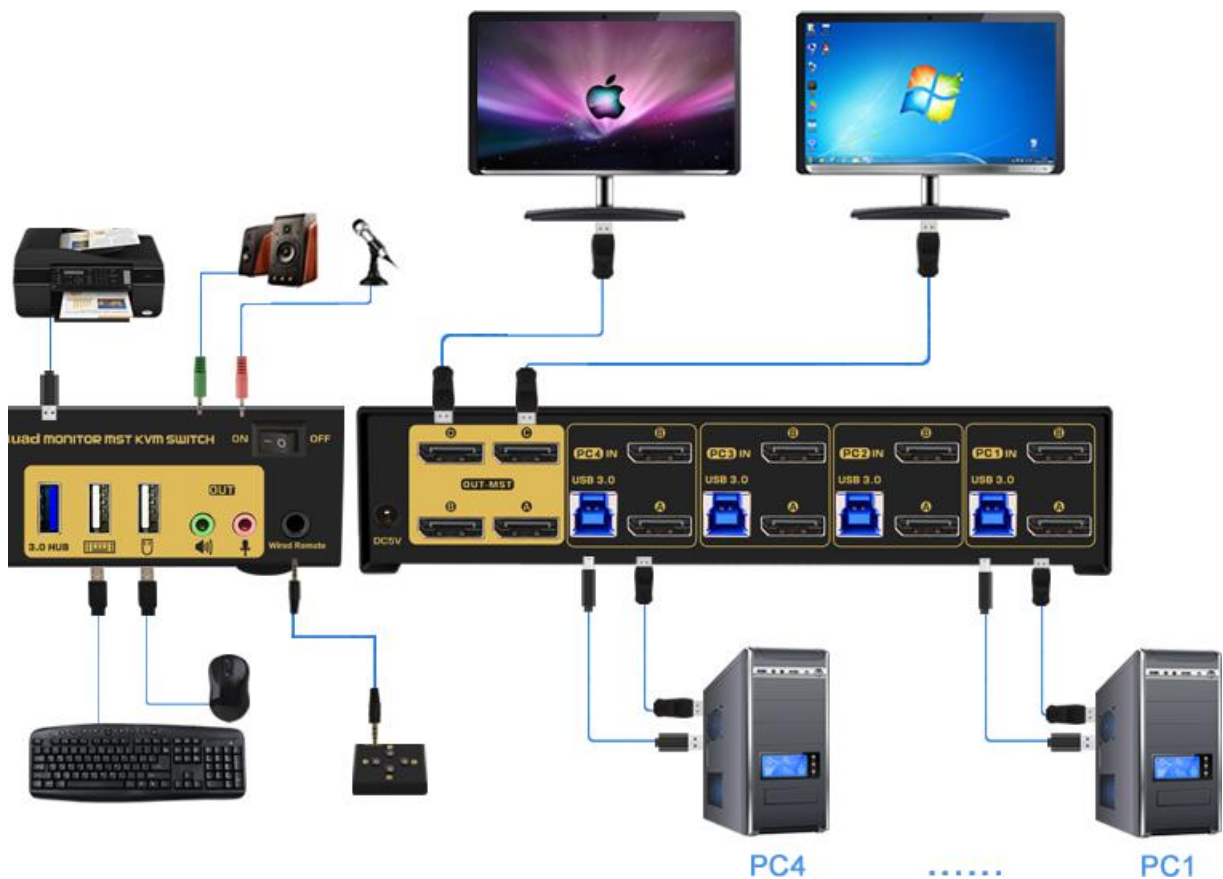 Quad MONITOR MST KVM SWITCH
ON
OFF
OUT
3.0 HUB
Wired Remote
D
C
OUT-MST
B
A
DC5V
PC4 IN
B
USB 3.0
A
PC3 IN
B
USB 3.0
A
PC2 IN
B
USB 3.0
A
PC1 IN
B
USB 3.0
A
PC4
......
PC1